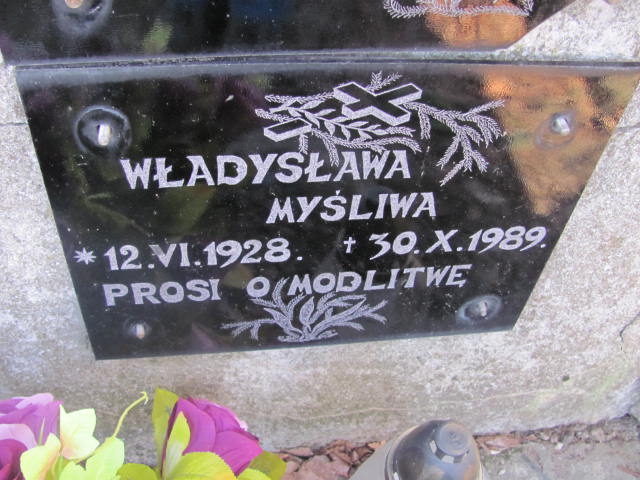 WŁADYSŁAWA
MYŚLIWA
* 12.VI.1928. † 30.X.1989.
PROSI O MODLITWĘ